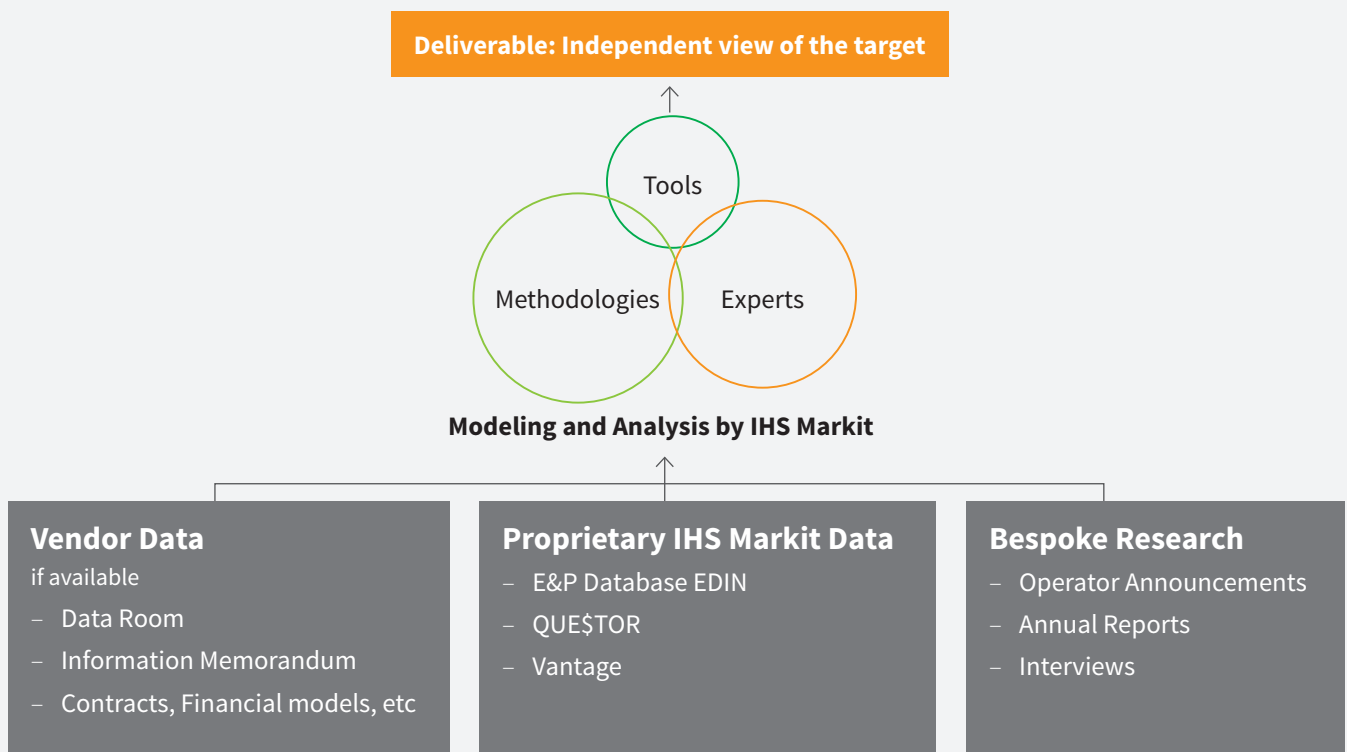 Deliverable: Independent view of the target
Tools
Methodologies
Experts
Modeling and Analysis by IHS Markit
Vendor Data
if available
– Data Room
– Information Memorandum
– Contracts, Financial models, etc
Proprietary IHS Markit Data
– E&P Database EDIN
– QUE$TOR
– Vantage
Bespoke Research
– Operator Announcements
– Annual Reports
– Interviews